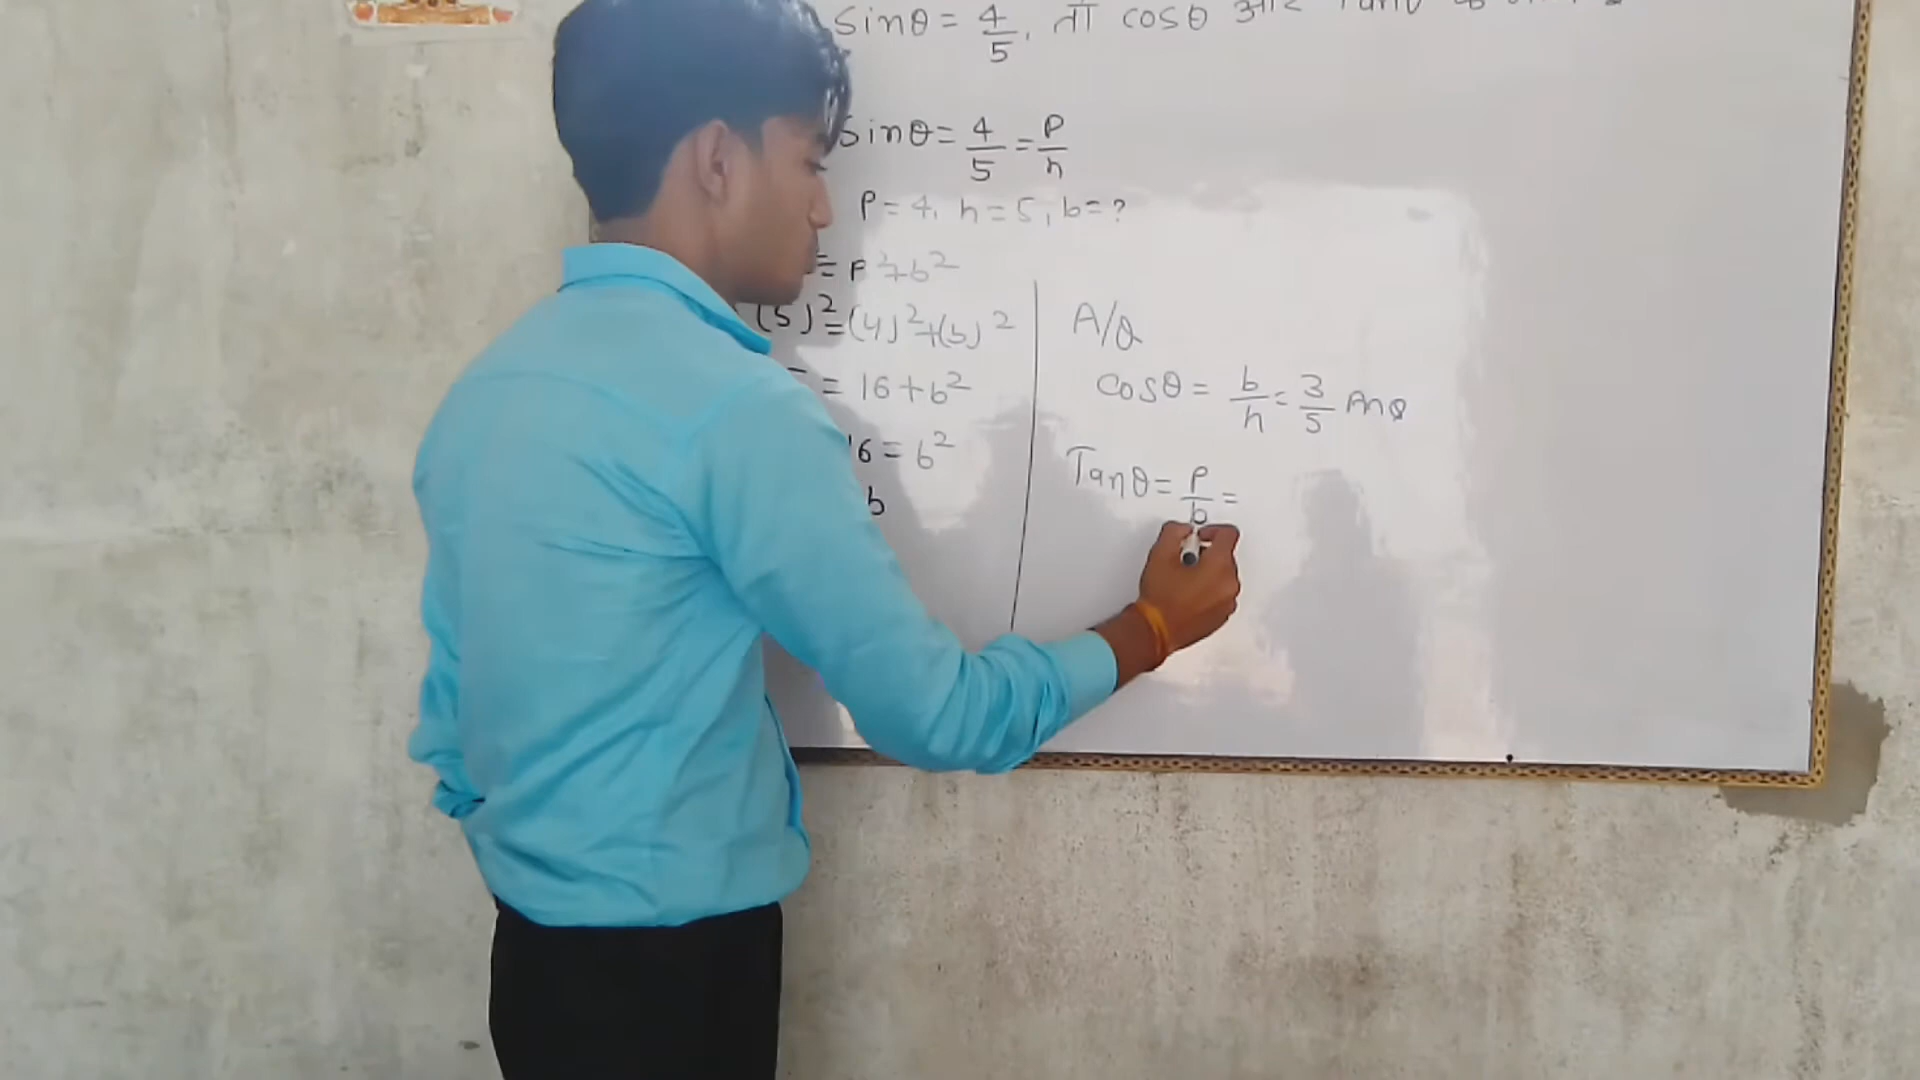 Sinθ = 4/5, तो cosθ और Tanθ
Sinθ = 4/5 = P/h
P = 4, h = 5, b = ?
= P²+b²
(5)² = (4)²+(b)²
= 16+b²
16 = b²
b
A/Q
Cosθ = b/h = 3/5 Ans
Tanθ = P/b =